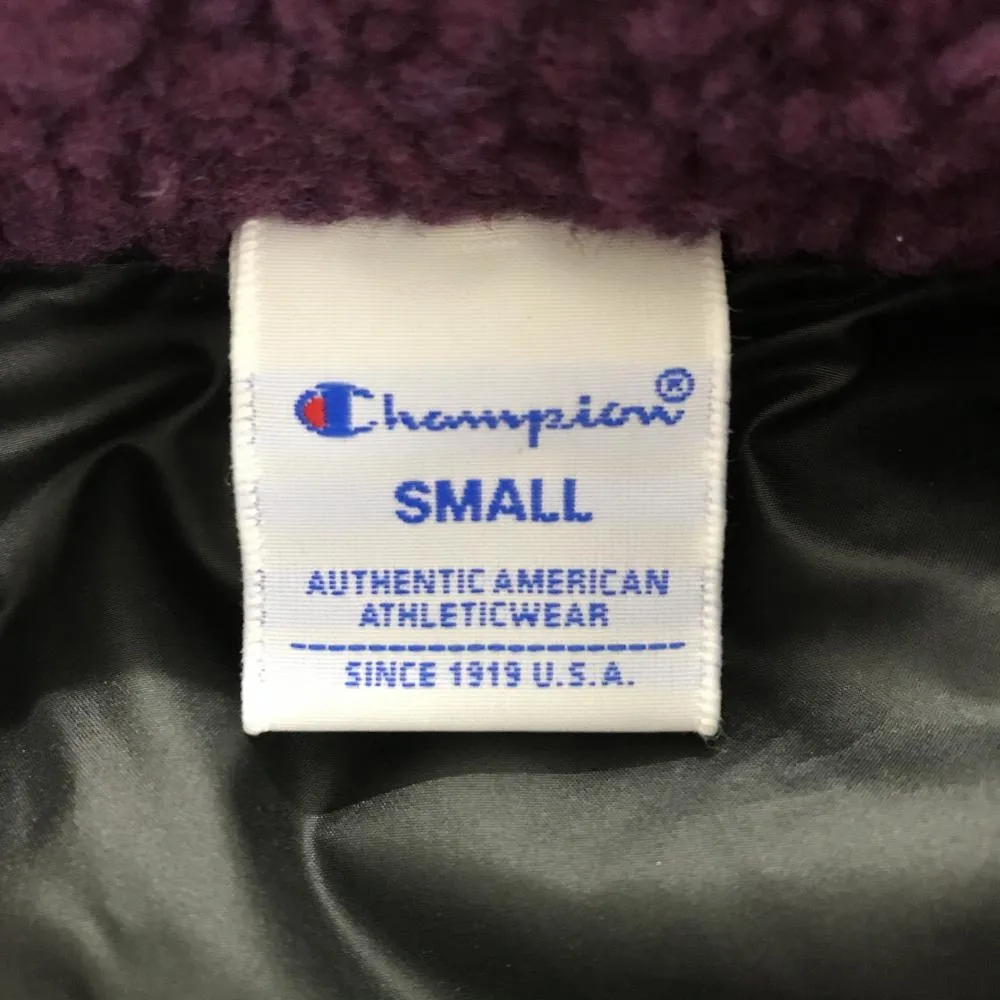 Champion®
SMALL
AUTHENTIC AMERICAN
ATHLETICWEAR
SINCE 1919 U.S.A.